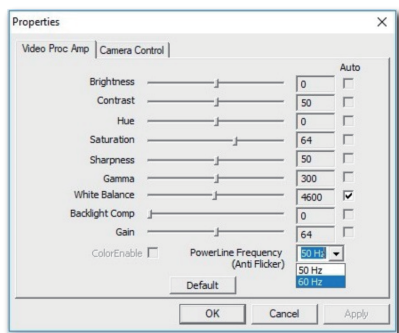 Properties
Video Proc Amp Camera Control
Auto
Brightness 0
Contrast 50
Hue 0
Saturation 64
Sharpness 50
Gamma 300
White Balance 4600
Backlight Comp 0
Gain 64
ColorEnable PowerLine Frequency 50 Hz
(Anti Flicker)
50 Hz
60 Hz
Default
OK Cancel Apply